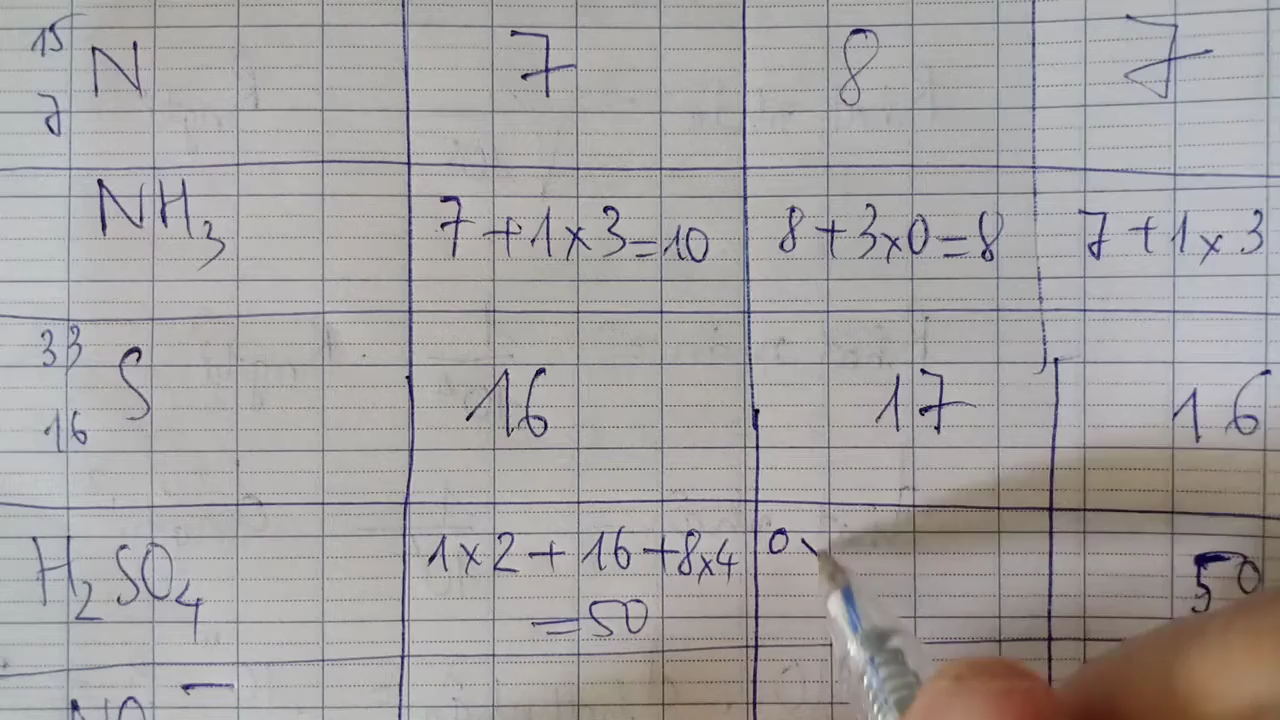 15
N 7 8 7
7
NH3 7+1×3=10 8+3×0=8 7+1×3
33
S 16 17 16
16
H2SO4 1×2+16+8×4 0× 50
=50